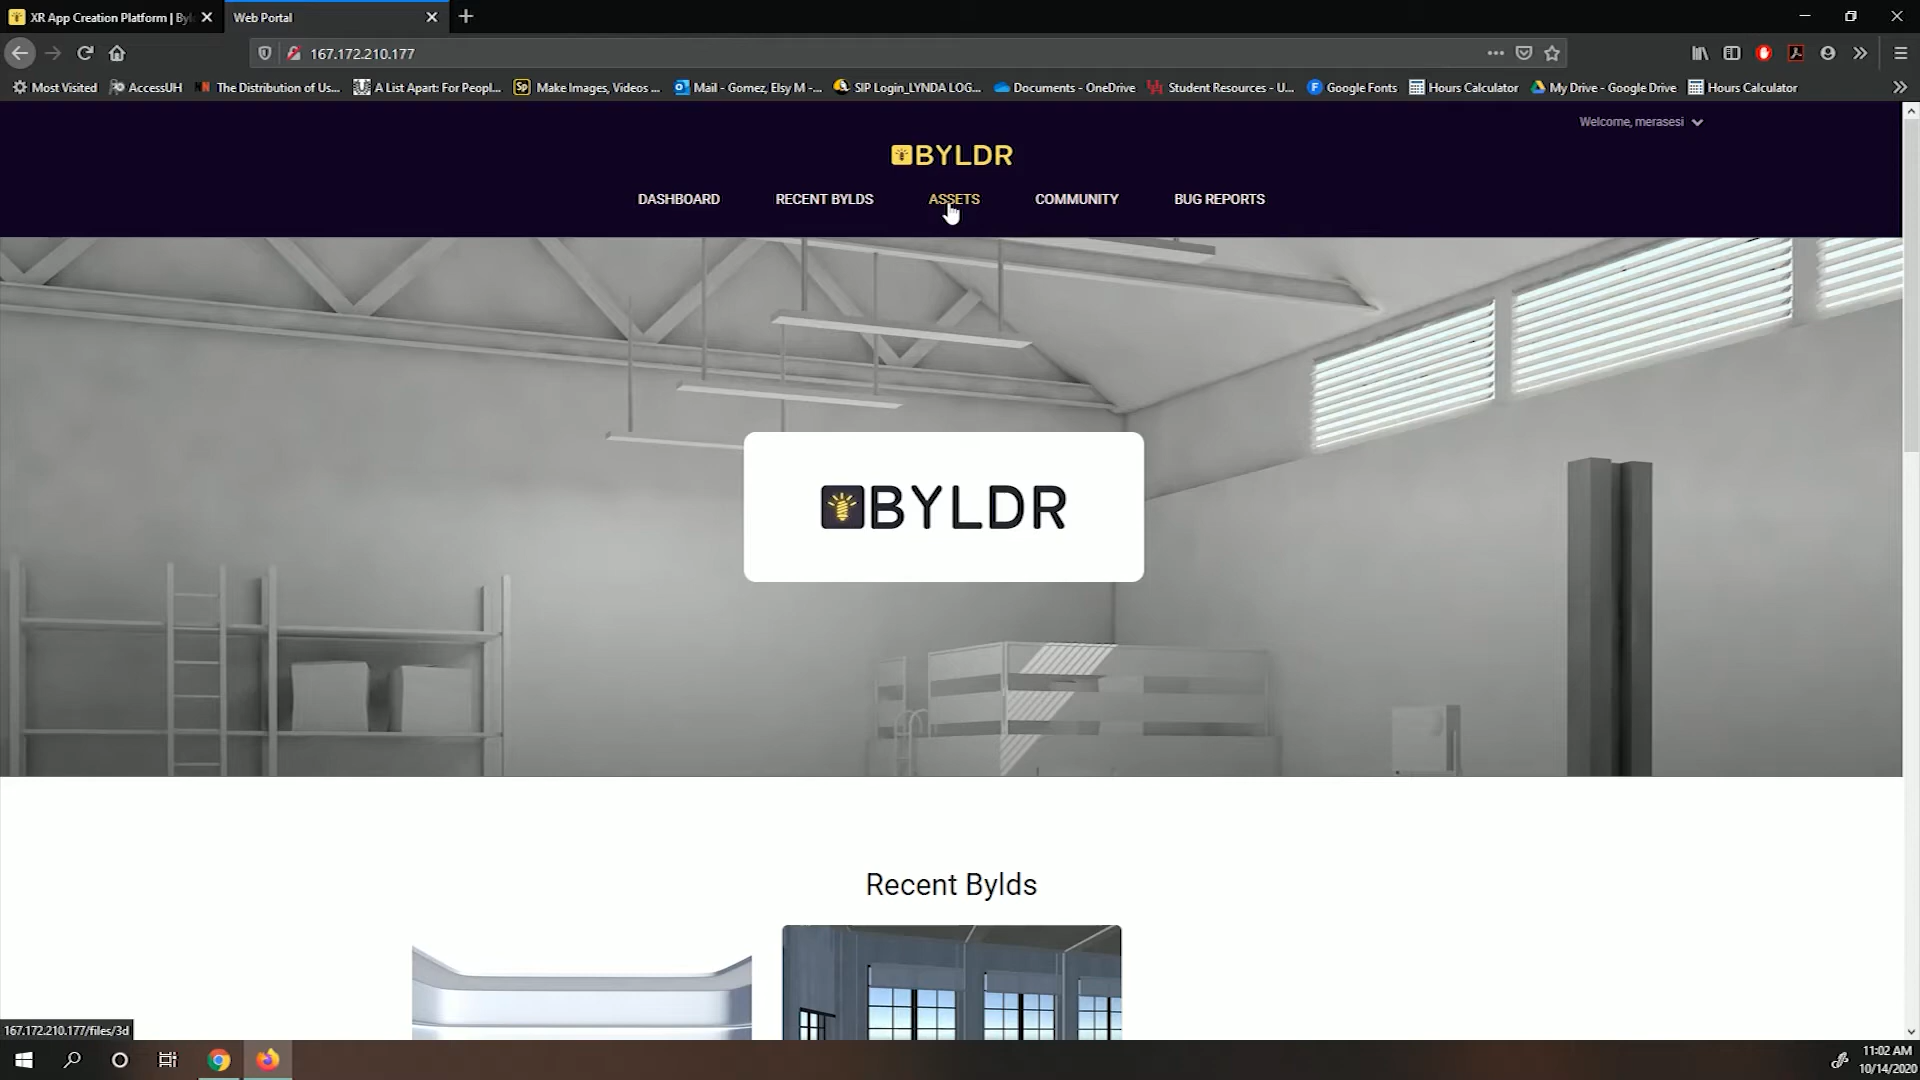 XR App Creation Platform | Byl
Web Portal
167.172.210.177
Most Visited
AccessUH
The Distribution of Us...
A List Apart: For Peopl...
Make Images, Videos ...
Mail - Gomez, Elsy M -...
SIP Login_LYNDA LOG...
Documents - OneDrive
Student Resources - U...
Google Fonts
Hours Calculator
My Drive - Google Drive
Hours Calculator
Welcome, merasesi
BYLDR
DASHBOARD
RECENT BYLDS
ASSETS
COMMUNITY
BUG REPORTS
BYLDR
Recent Bylds
167.172.210.177/files/3d
11:02 AM
10/14/2020